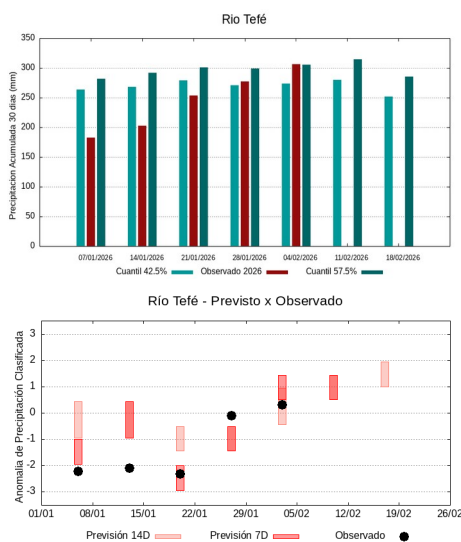 Rio Tefé
Precipitacion Acumulada 30 dias (mm)
350
300
250
200
150
100
50
0
07/01/2026 14/01/2026 21/01/2026 28/01/2026 04/02/2026 11/02/2026 18/02/2026
Cuantil 42.5% Observado 2026 Cuantil 57.5%
Río Tefé - Previsto x Observado
Anomalia de Precipitación Clasificada
3
2
1
0
-1
-2
-3
01/01 08/01 15/01 22/01 29/01 05/02 12/02 19/02 26/02
Previsión 14D Previsión 7D Observado